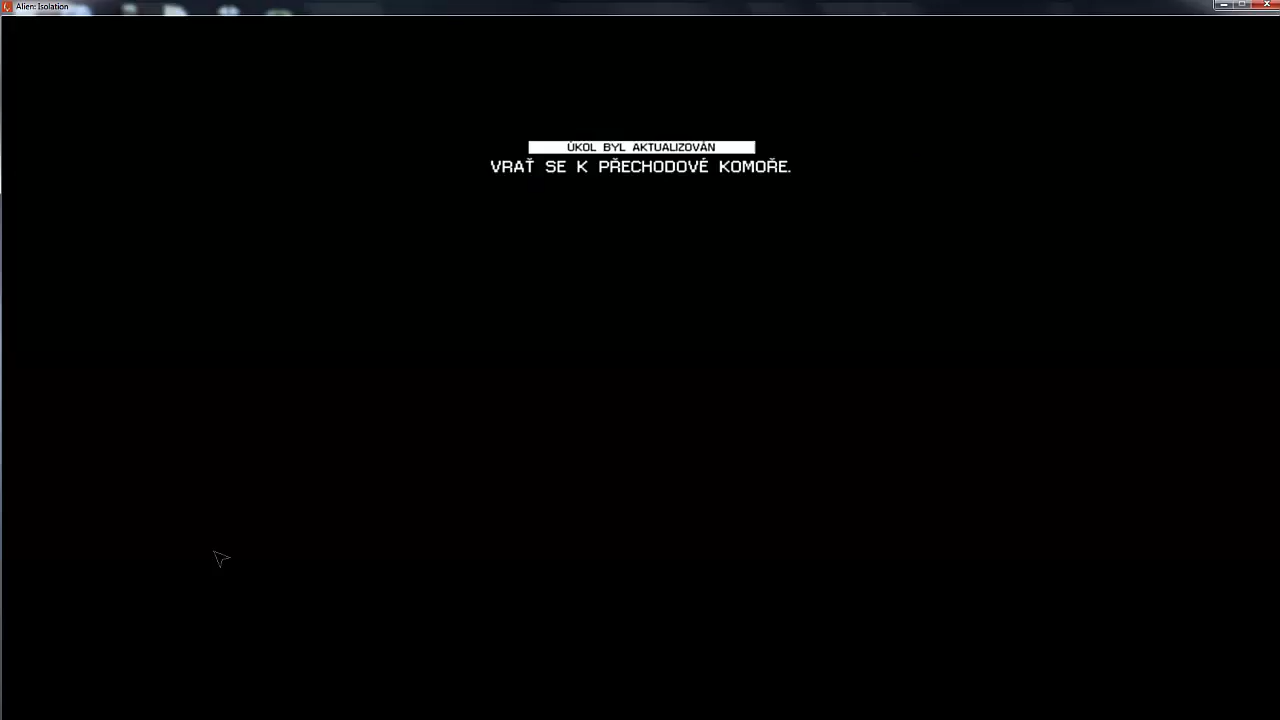 Alien: Isolation
ÚKOL BYL AKTUALIZOVÁN
VRAŤ SE K PŘECHODOVÉ KOMOŘE.